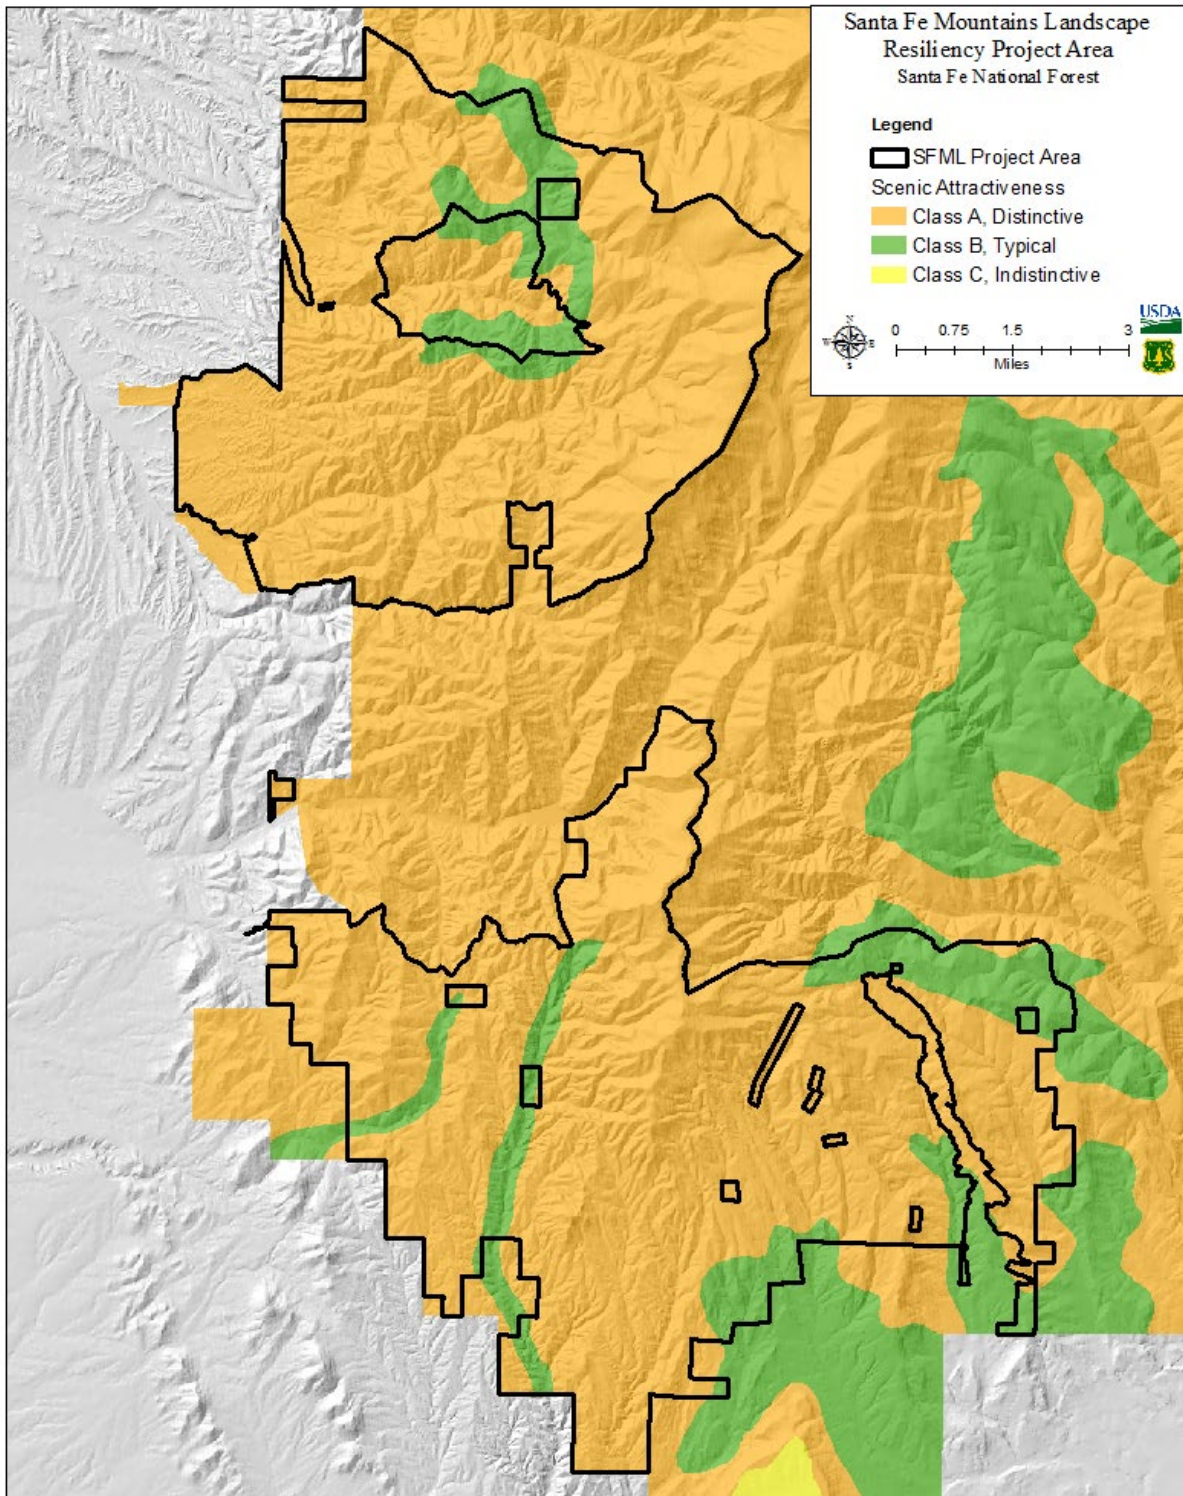 Santa Fe Mountains Landscape
Resiliency Project Area
Santa Fe National Forest
Legend
SFML Project Area
Scenic Attractiveness
Class A, Distinctive
Class B, Typical
Class C, Indistinctive
N
W E
S
0 0.75 1.5 3
Miles
USDA